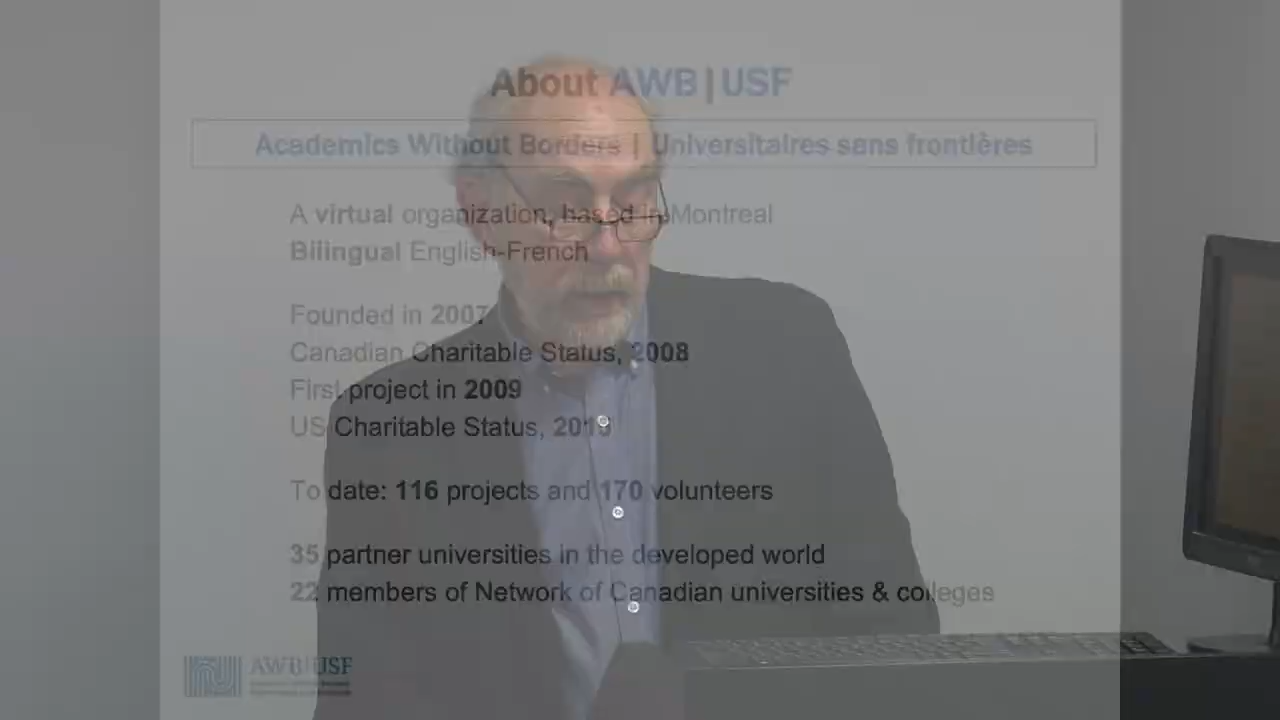 About AWB|USF
Academics Without Borders | Universitaires sans frontières
A virtual organization, based in Montreal
Bilingual English-French
Founded in 2007
Canadian Charitable Status, 2008
First project in 2009
US Charitable Status,
To date: 116 projects and 170 volunteers
35 partner universities in the developed world
22 members of Network of Canadian universities & colleges
AWB|USF